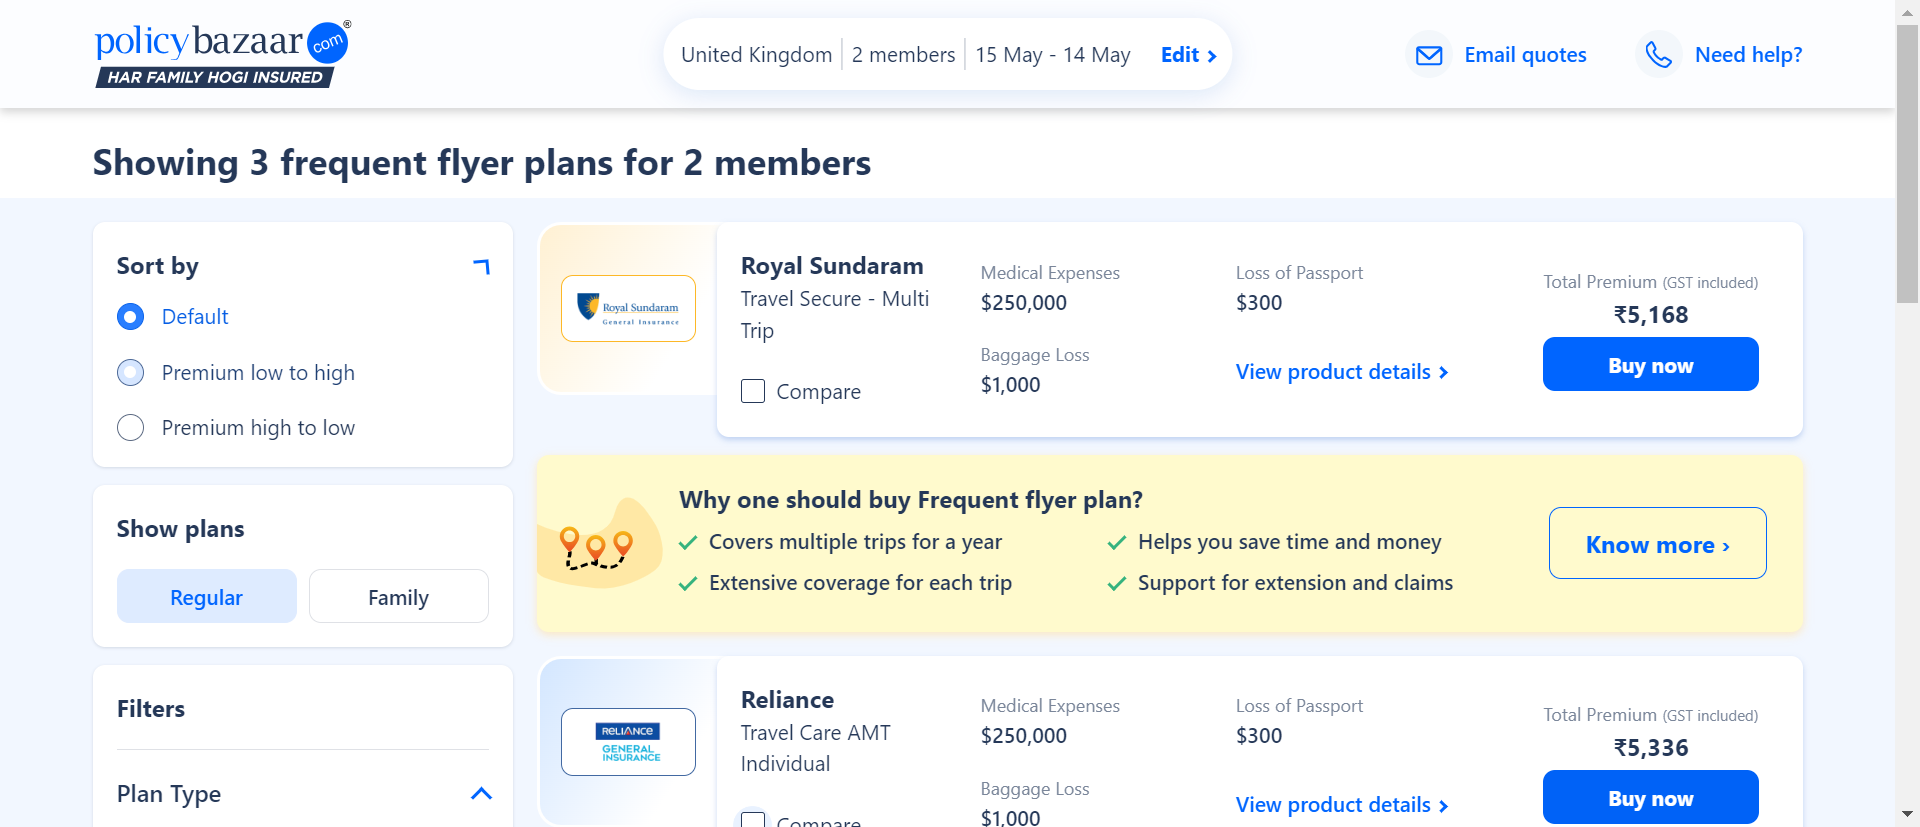 policybazaar.com®
HAR FAMILY HOGI INSURED
United Kingdom 2 members 15 May - 14 May Edit
Email quotes
Need help?
Showing 3 frequent flyer plans for 2 members
Sort by
Default
Premium low to high
Premium high to low
Show plans
Regular Family
Filters
Plan Type
Royal Sundaram
General Insurance
Royal Sundaram
Travel Secure - Multi
Trip
Compare
Medical Expenses
$250,000
Baggage Loss
$1,000
Loss of Passport
$300
View product details
Total Premium (GST included)
₹5,168
Buy now
Why one should buy Frequent flyer plan?
Covers multiple trips for a year
Helps you save time and money
Extensive coverage for each trip
Support for extension and claims
Know more ›
RELIANCE
GENERAL
INSURANCE
Reliance
Travel Care AMT
Individual
Compare
Medical Expenses
$250,000
Baggage Loss
$1,000
Loss of Passport
$300
View product details
Total Premium (GST included)
₹5,336
Buy now